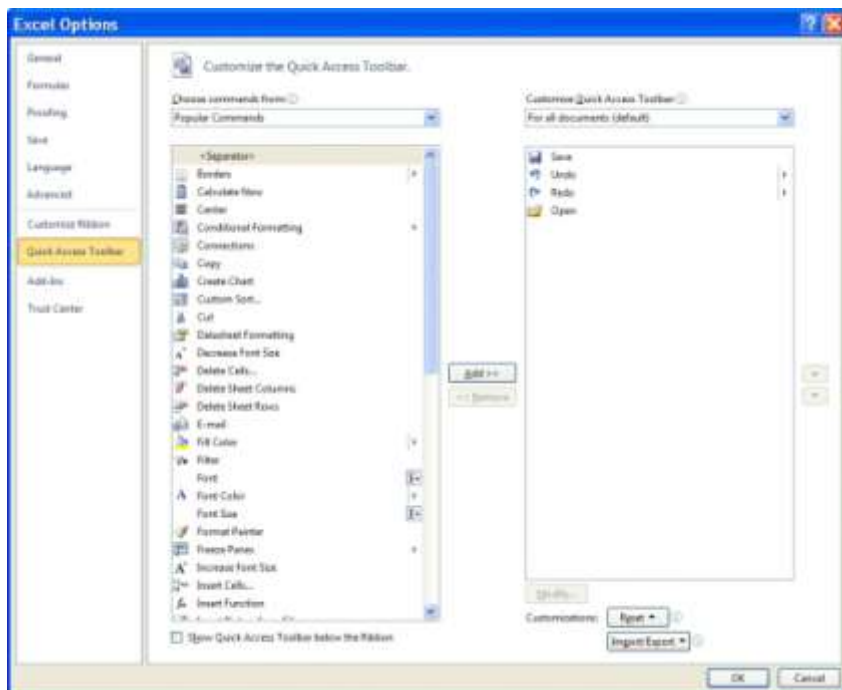 Excel Options
General
Formulas
Proofing
Save
Language
Advanced
Customize Ribbon
Quick Access Toolbar
Add-Ins
Trust Center
Customize the Quick Access Toolbar.
Choose commands from:
Popular Commands
<Separator>
Borders
Calculate Now
Center
Conditional Formatting
Connections
Copy
Create Chart
Custom Sort...
Cut
Datasheet Formatting
Decrease Font Size
Delete Cells...
Delete Sheet Columns
Delete Sheet Rows
E-mail
Fill Color
Filter
Font
Font Color
Font Size
Format Painter
Freeze Panes
Increase Font Size
Insert Cells...
Insert Function
Show Quick Access Toolbar below the Ribbon
Add >>
<< Remove
Customize Quick Access Toolbar:
For all documents (default)
Save
Undo
Redo
Open
Modify...
Customizations:
Reset
Import/Export
OK
Cancel